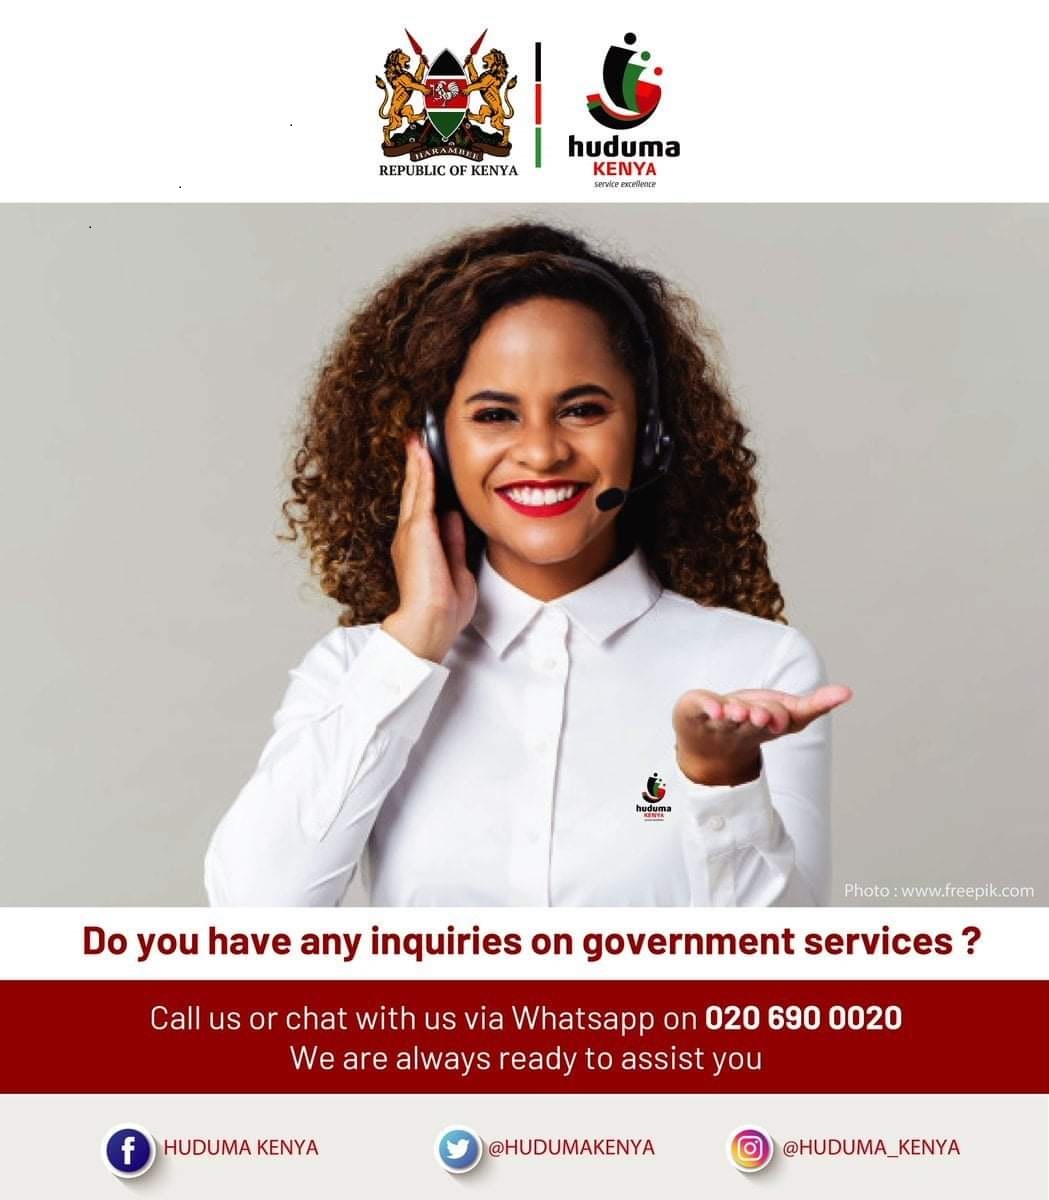 HARAMBEE
REPUBLIC OF KENYA
huduma
KENYA
service excellence
huduma
KENYA
Photo : www.freepik.com
Do you have any inquiries on government services ?
Call us or chat with us via Whatsapp on 020 690 0020
We are always ready to assist you
HUDUMA KENYA
@HUDUMAKENYA
@HUDUMA_KENYA